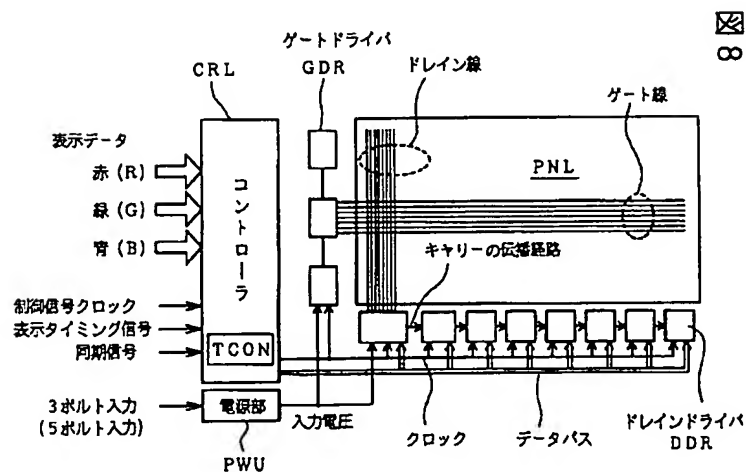 図
8
ゲートドライバ
GDR
CRL
ドレイン線
ゲート線
表示データ
赤 (R)
緑 (G)
青 (B)
コントローラ
PNL
キャリーの伝播経路
制御信号クロック
表示タイミング信号
同期信号
TCON
3ボルト入力
(5ボルト入力)
電源部
入力電圧
クロック
データバス
ドレインドライバ
DDR
PWU